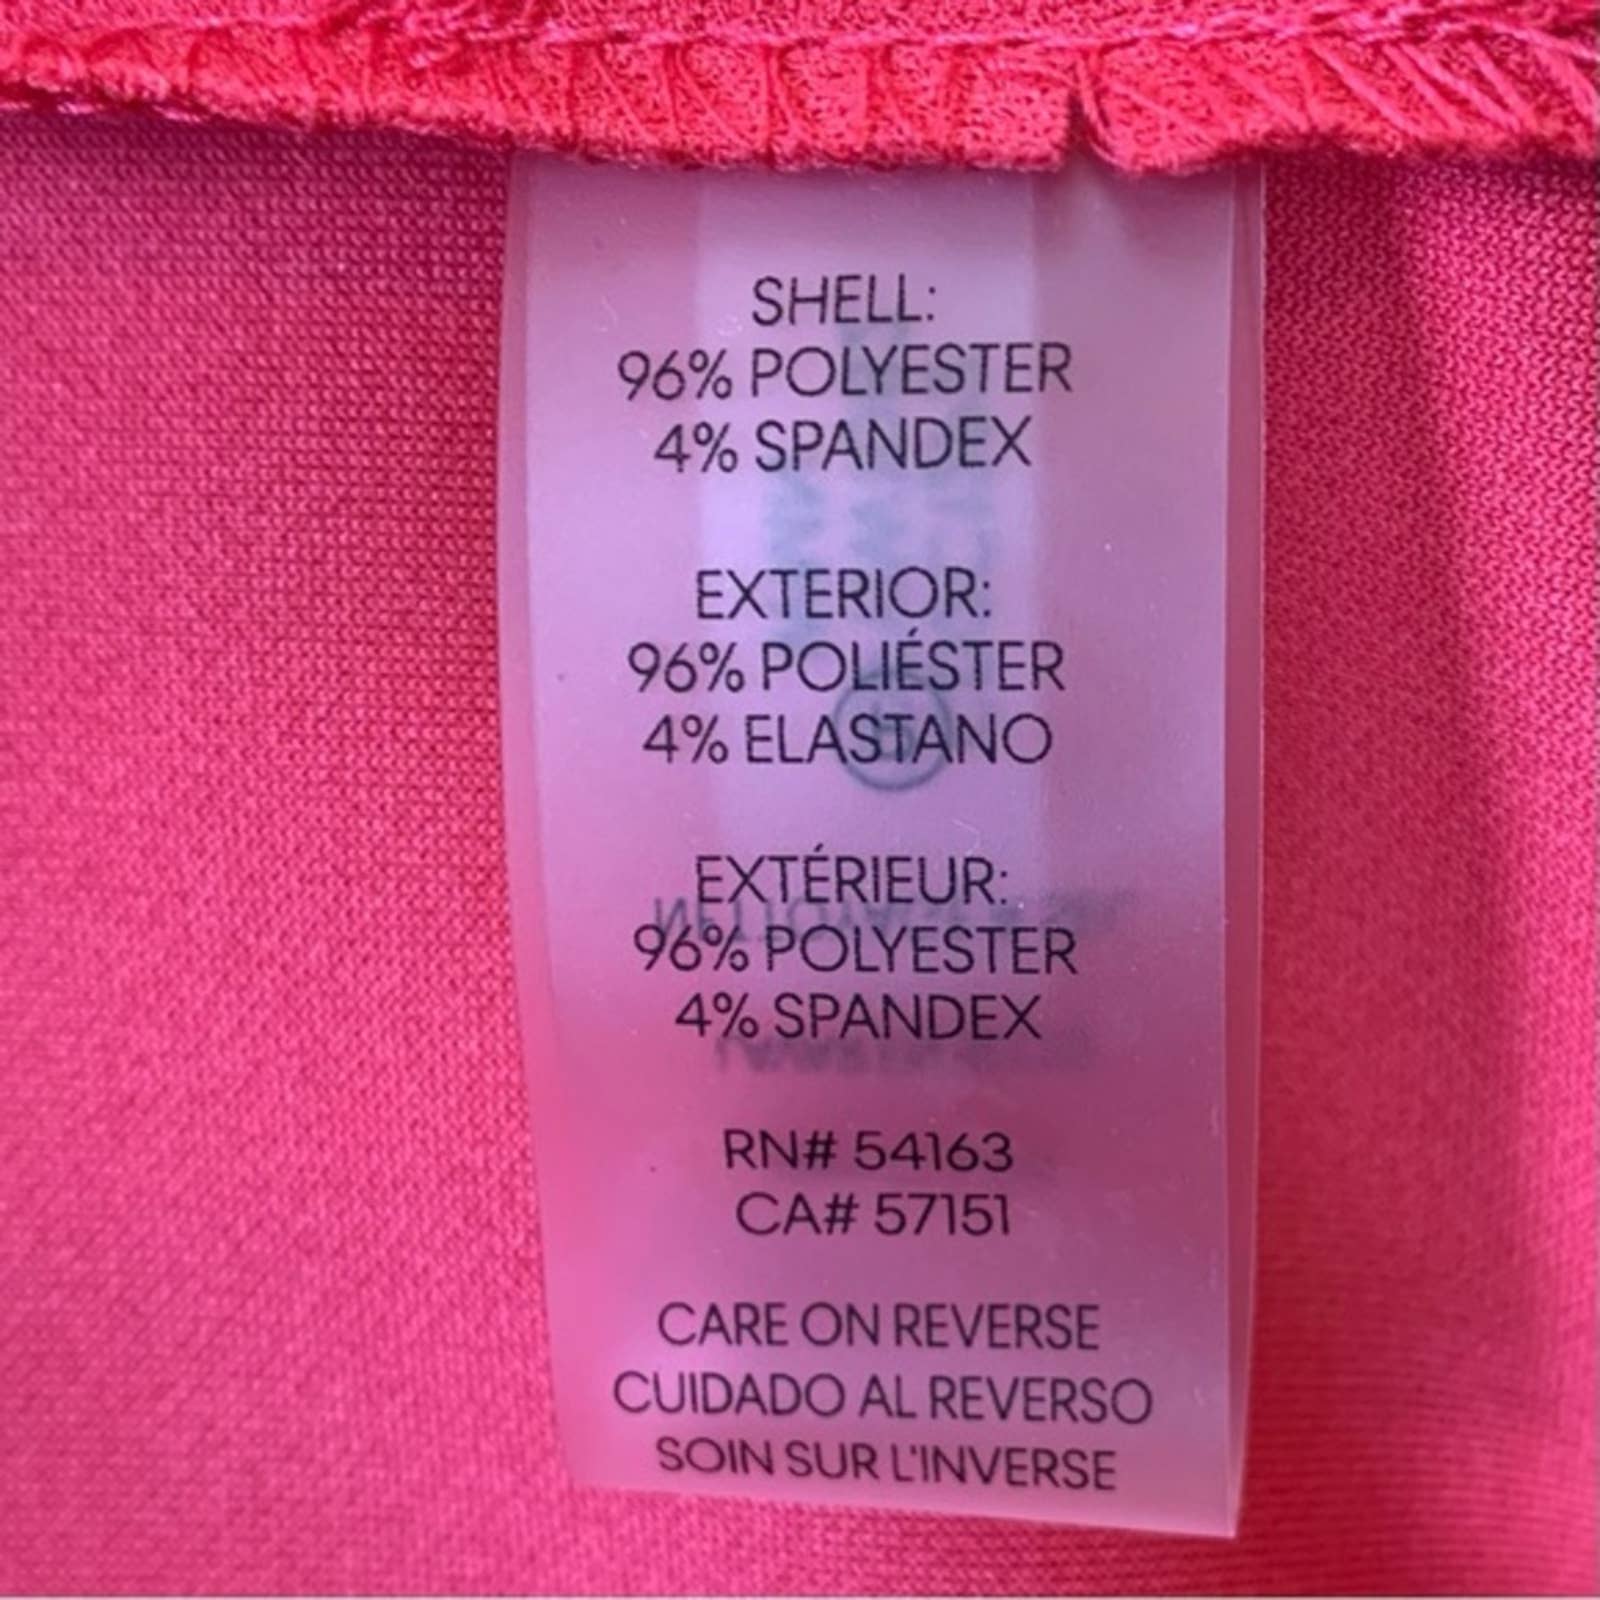 SHELL:
96% POLYESTER
4% SPANDEX
EXTERIOR:
96% POLIÉSTER
4% ELASTANO
EXTÉRIEUR:
96% POLYESTER
4% SPANDEX
RN# 54163
CA# 57151
CARE ON REVERSE
CUIDADO AL REVERSO
SOIN SUR L'INVERSE